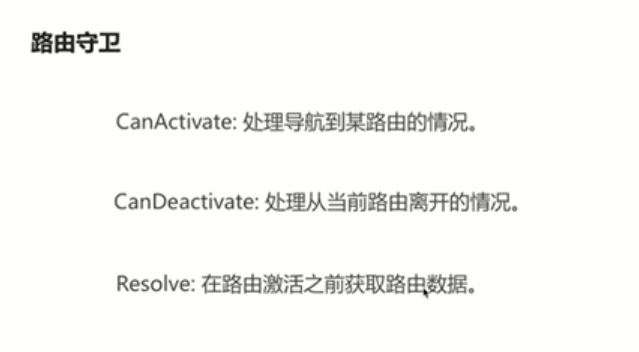 路由守卫
CanActivate: 处理导航到某路由的情况。
CanDeactivate: 处理从当前路由离开的情况。
Resolve: 在路由激活之前获取路由数据。